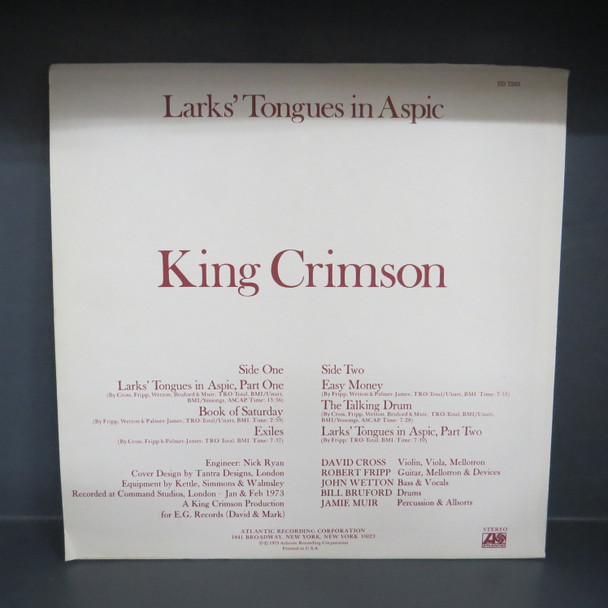 SD 7263
Larks' Tongues in Aspic
King Crimson
Side One
Larks' Tongues in Aspic, Part One
(By Cross, Fripp, Wetton, Bruford & Muir, TRO-Total, BMI/Unart,
BMI/Yessongs, ASCAP, Time: 13:36)
Book of Saturday
(By Fripp, Wetton & Palmer-James, TRO-Total/Unart, BMI Time: 2:53)
Exiles
(By Cross, Fripp & Palmer-James, TRO-Total, BMI Time: 7:37)
Side Two
Easy Money
(By Fripp, Wetton & Palmer-James, TRO-Total/Unart, BMI Time: 7:53)
The Talking Drum
(By Cross, Fripp, Wetton, Bruford & Muir, TRO-Total, BMI/Unart,
BMI/Yessongs, ASCAP Time: 7:28)
Larks' Tongues in Aspic, Part Two
(By Fripp; TRO-Total, BMI Time: 7:10)
Engineer: Nick Ryan
Cover Design by Tantra Designs, London
Equipment by Kettle, Simmons & Walmsley
Recorded at Command Studios, London - Jan & Feb 1973
A King Crimson Production
for E.G. Records (David & Mark)
DAVID CROSS Violin, Viola, Mellotron
ROBERT FRIPP Guitar, Mellotron & Devices
JOHN WETTON Bass & Vocals
BILL BRUFORD Drums
JAMIE MUIR Percussion & Allsorts
ATLANTIC RECORDING CORPORATION
1841 BROADWAY, NEW YORK, NEW YORK 10023
℗ © 1973 Atlantic Recording Corporation
Printed in U.S.A.
STEREO
ATLANTIC